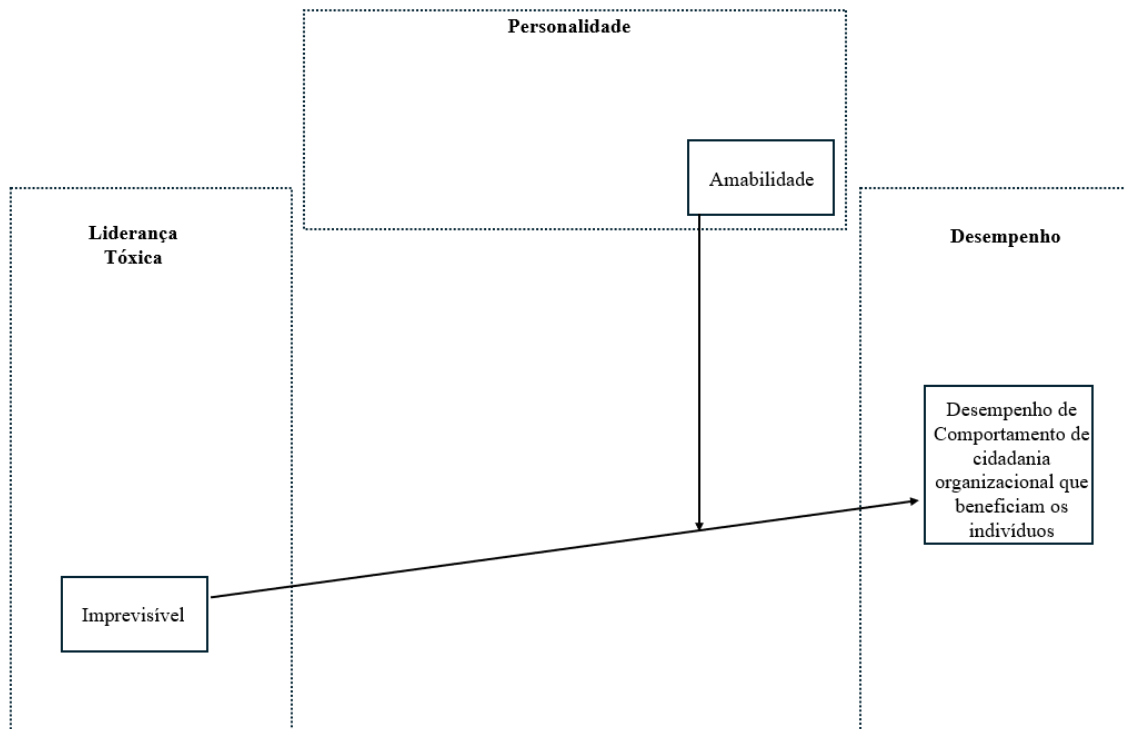 Personalidade
Amabilidade
Liderança
Tóxica
Desempenho
Desempenho de
Comportamento de
cidadania
organizacional que
beneficiam os
indivíduos
Imprevisível